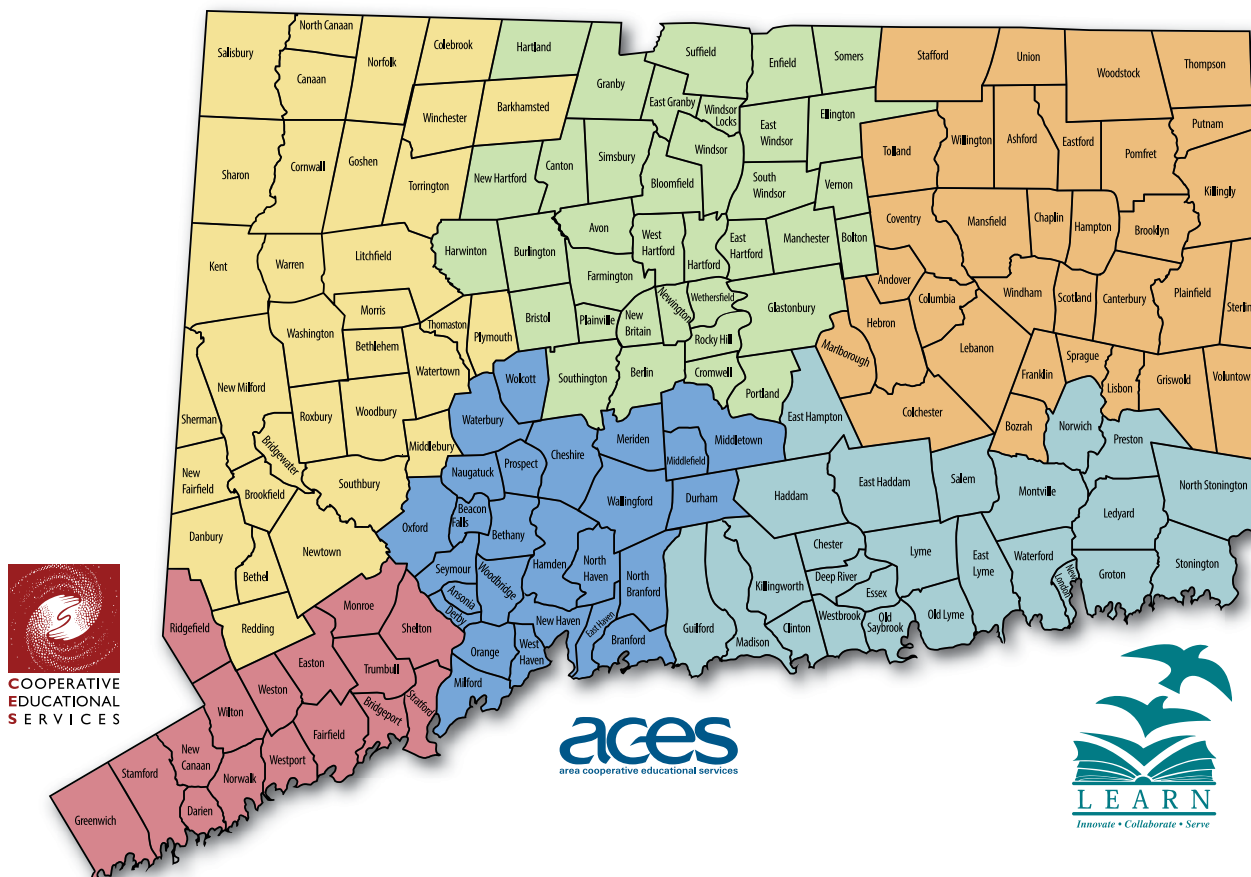 North Canaan
Salisbury
Canaan
Norfolk
Colebrook
Hartland
Granby
Suffield
Enfield
Somers
Stafford
Union
Woodstock
Thompson
Winchester
Barkhamsted
East Granby
Windsor
Locks
East
Windsor
Ellington
Willington
Ashford
Eastford
Putnam
Sharon
Cornwall
Goshen
Torrington
New Hartford
Canton
Simsbury
Bloomfield
Windsor
South
Windsor
Vernon
Tolland
Pomfret
Killingly
Kent
Warren
Litchfield
Harwinton
Burlington
Avon
West
Hartford
Hartford
East
Hartford
Manchester
Bolton
Coventry
Mansfield
Chaplin
Hampton
Brooklyn
Morris
Washington
Bethlehem
Thomaston
Plymouth
Bristol
Farmington
Plainville
New
Britain
Newington
Wethersfield
Rocky Hill
Glastonbury
Andover
Hebron
Columbia
Windham
Scotland
Canterbury
Plainfield
Sterlin
New Milford
Sherman
Roxbury
Woodbury
Watertown
Waterbury
Wolcott
Southington
Berlin
Cromwell
Portland
East Hampton
Marlborough
Lebanon
Colchester
Franklin
Sprague
Lisbon
Griswold
Volunto
Bozrah
Norwich
Preston
New
Fairfield
Bridgewater
Brookfield
Southbury
Middlebury
Naugatuck
Prospect
Cheshire
Meriden
Middlefield
Middletown
Wallingford
Durham
Haddam
East Haddam
Salem
Montville
Ledyard
North Stonington
Danbury
Bethel
Newtown
Oxford
Beacon
Falls
Bethany
Seymour
Woodbridge
Hamden
North
Haven
North
Branford
Guilford
Madison
Killingworth
Chester
Deep River
Essex
Lyme
East
Lyme
Waterford
New
London
Groton
Stonington
Ridgefield
Redding
Monroe
Shelton
Ansonia
Derby
Orange
Milford
West
Haven
New Haven
East Haven
Branford
Clinton
Westbrook
Old
Saybrook
Old Lyme
Wilton
Weston
Easton
Trumbull
Bridgeport
Stratford
Fairfield
Westport
Norwalk
New
Canaan
Darien
Stamford
Greenwich
COOPERATIVE
EDUCATIONAL
SERVICES
aces
area cooperative educational services
LEARN
Innovate • Collaborate • Serve